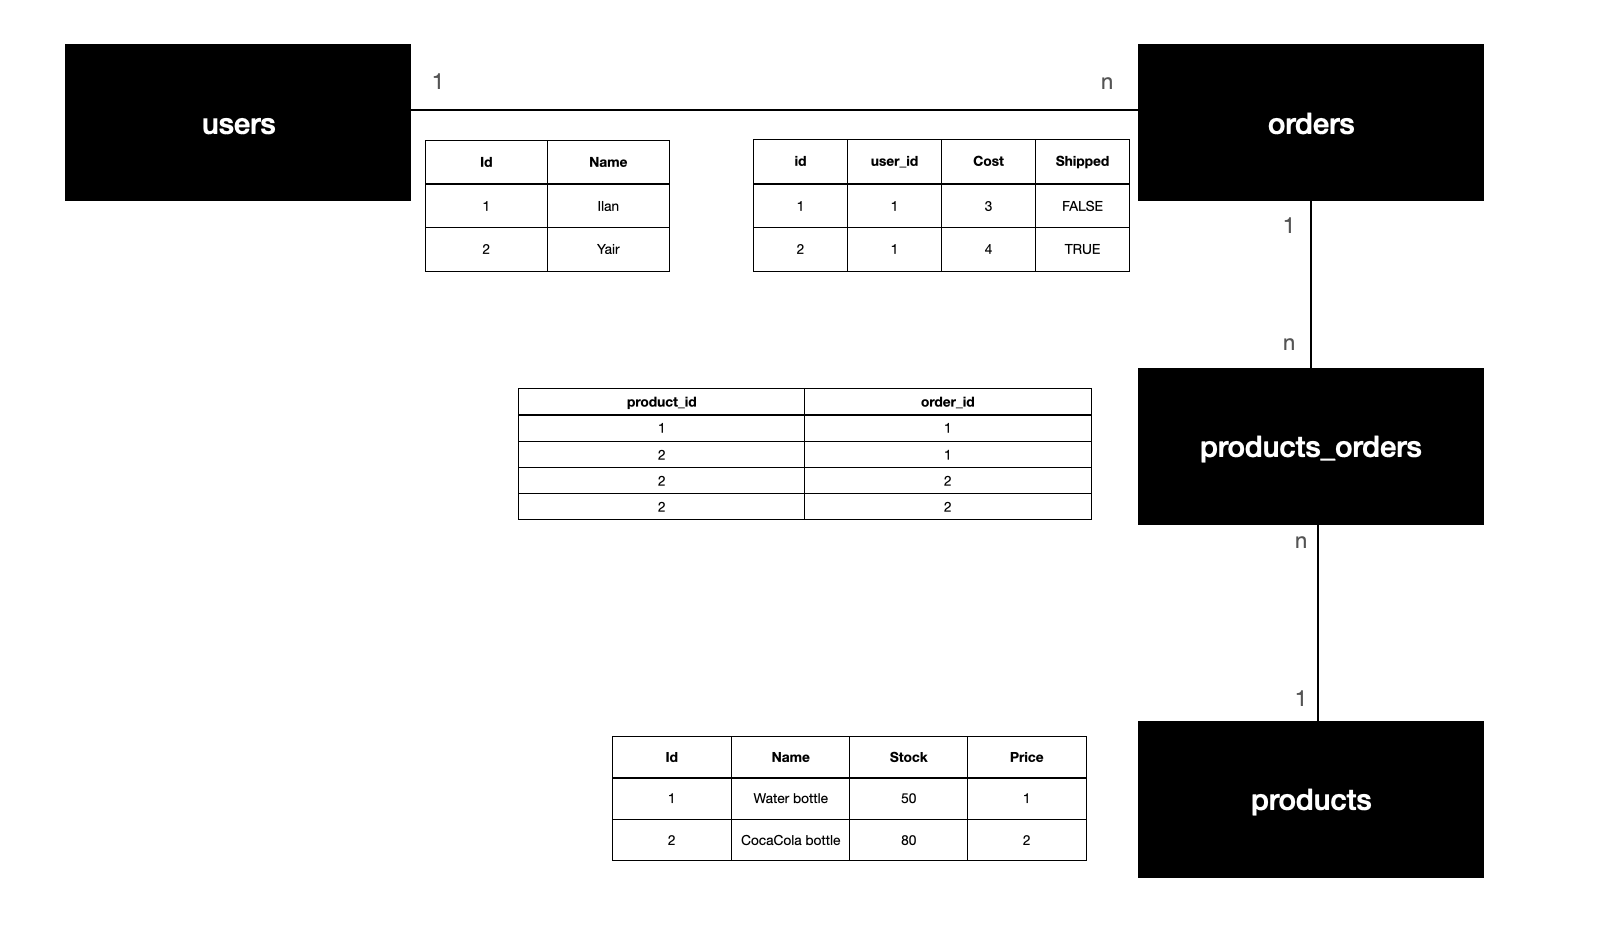 users
1
n
orders
Id Name
1 Ilan
2 Yair
id user_id Cost Shipped
1 1 3 FALSE
2 1 4 TRUE
1
n
product_id order_id
1 1
2 1
2 2
2 2
products_orders
n
1
Id Name Stock Price
1 Water bottle 50 1
2 CocaCola bottle 80 2
products